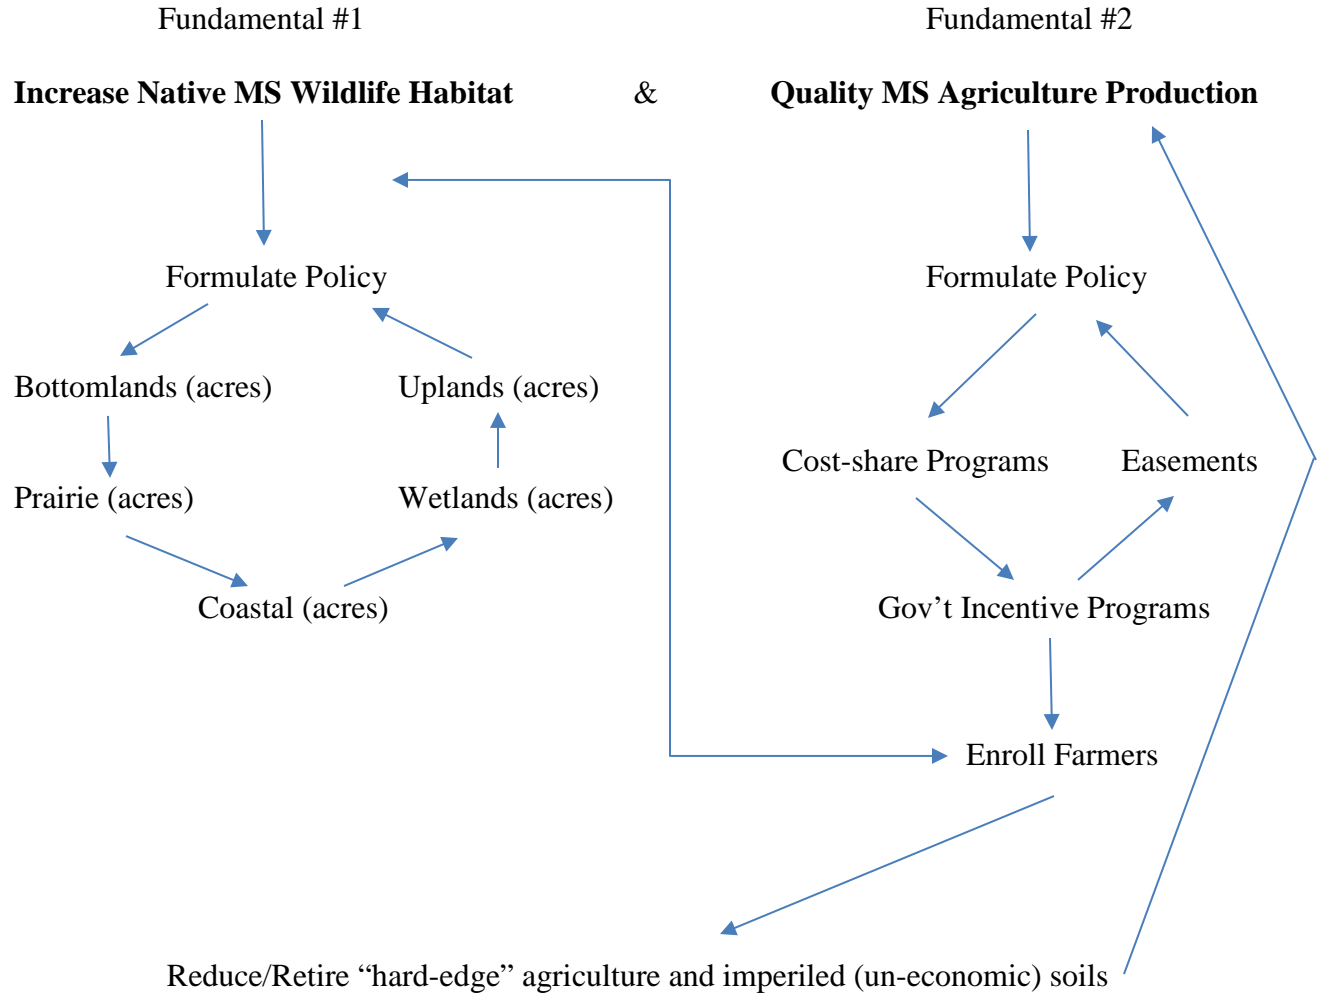 Fundamental #1
Fundamental #2
Increase Native MS Wildlife Habitat & Quality MS Agriculture Production
Formulate Policy
Formulate Policy
Bottomlands (acres)
Uplands (acres)
Cost-share Programs
Easements
Prairie (acres)
Wetlands (acres)
Coastal (acres)
Gov’t Incentive Programs
Enroll Farmers
Reduce/Retire “hard-edge” agriculture and imperiled (un-economic) soils